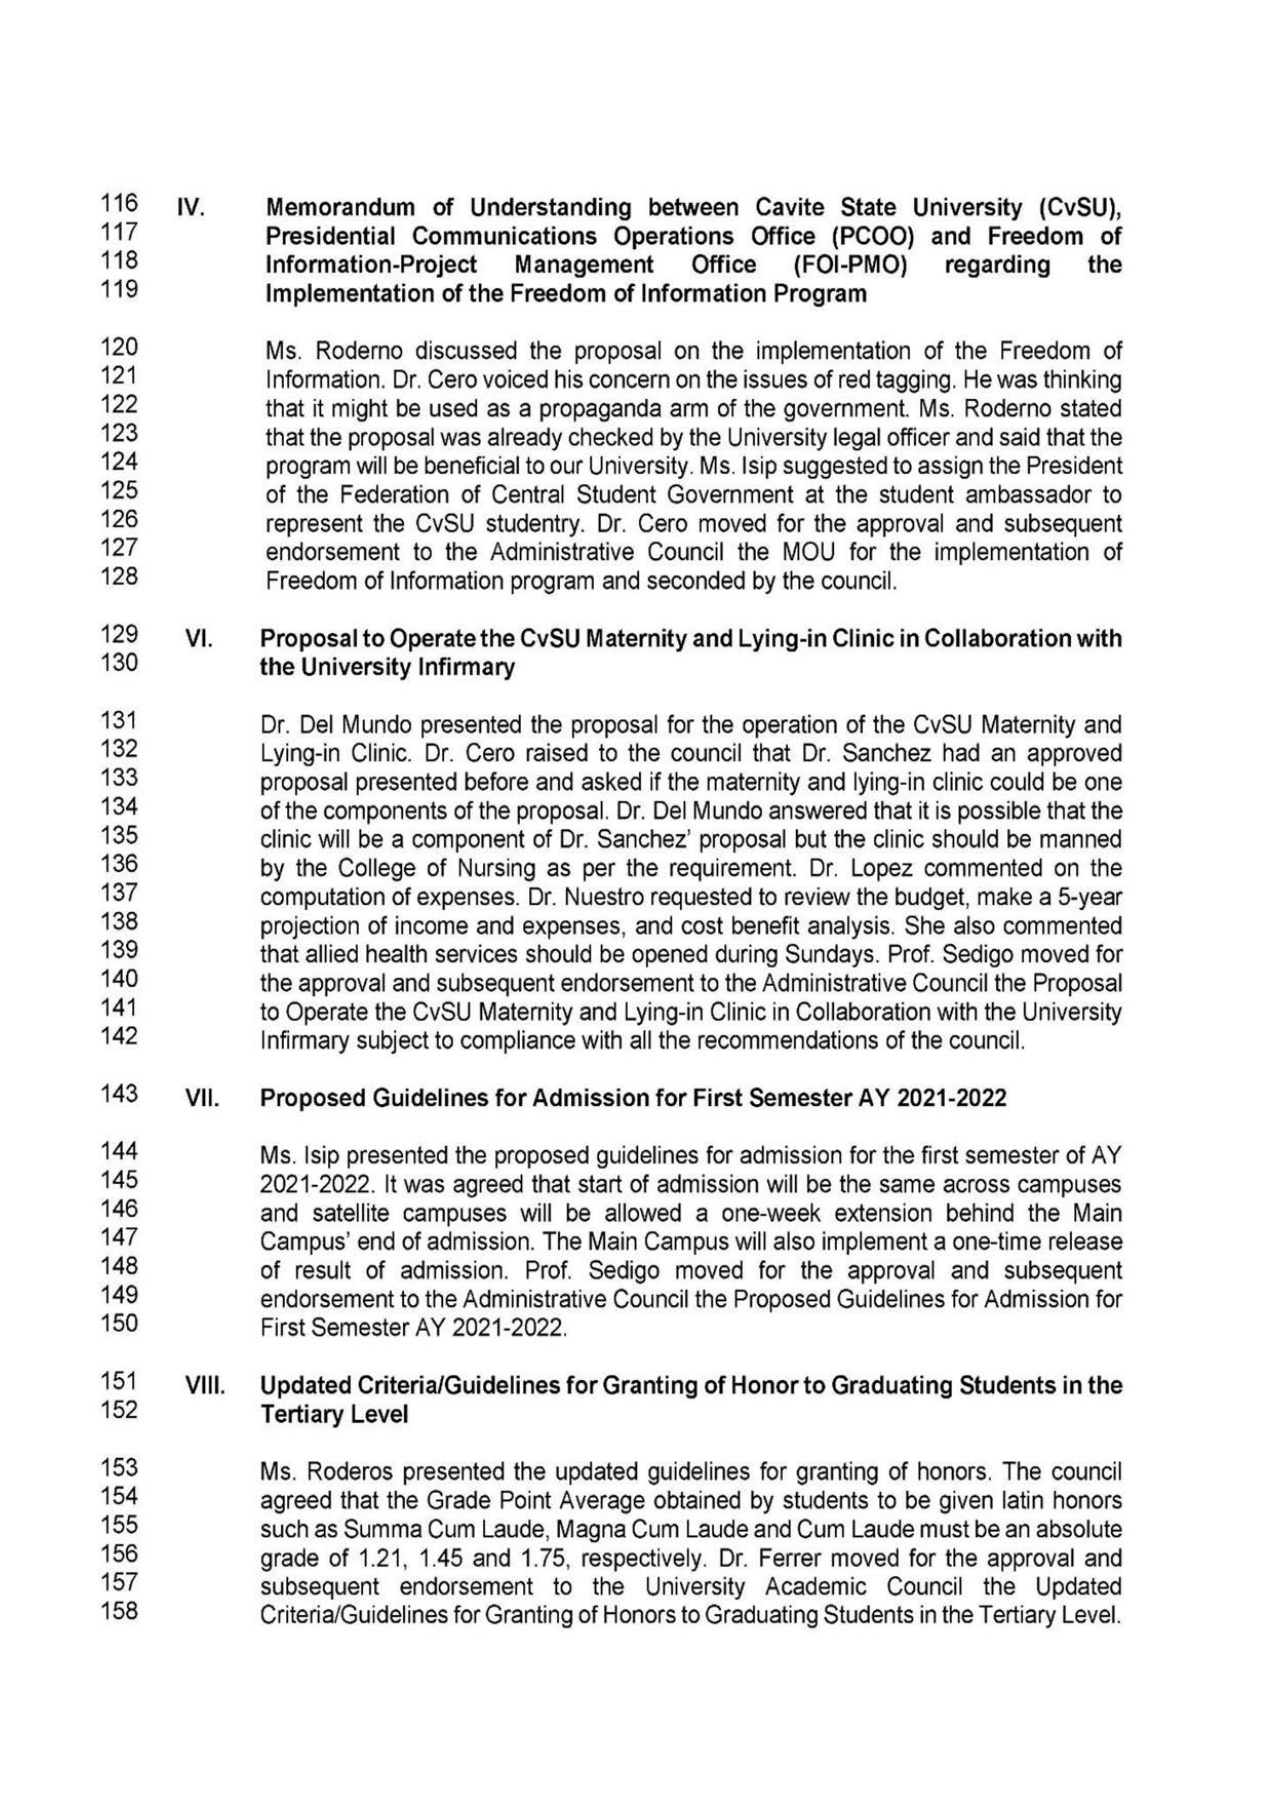 116 IV. Memorandum of Understanding between Cavite State University (CvSU),
117 Presidential Communications Operations Office (PCOO) and Freedom of
118 Information-Project Management Office (FOI-PMO) regarding the
119 Implementation of the Freedom of Information Program
120 Ms. Roderno discussed the proposal on the implementation of the Freedom of
121 Information. Dr. Cero voiced his concern on the issues of red tagging. He was thinking
122 that it might be used as a propaganda arm of the government. Ms. Roderno stated
123 that the proposal was already checked by the University legal officer and said that the
124 program will be beneficial to our University. Ms. Isip suggested to assign the President
125 of the Federation of Central Student Government at the student ambassador to
126 represent the CvSU studentry. Dr. Cero moved for the approval and subsequent
127 endorsement to the Administrative Council the MOU for the implementation of
128 Freedom of Information program and seconded by the council.
129 VI. Proposal to Operate the CvSU Maternity and Lying-in Clinic in Collaboration with
130 the University Infirmary
131 Dr. Del Mundo presented the proposal for the operation of the CvSU Maternity and
132 Lying-in Clinic. Dr. Cero raised to the council that Dr. Sanchez had an approved
133 proposal presented before and asked if the maternity and lying-in clinic could be one
134 of the components of the proposal. Dr. Del Mundo answered that it is possible that the
135 clinic will be a component of Dr. Sanchez’ proposal but the clinic should be manned
136 by the College of Nursing as per the requirement. Dr. Lopez commented on the
137 computation of expenses. Dr. Nuestro requested to review the budget, make a 5-year
138 projection of income and expenses, and cost benefit analysis. She also commented
139 that allied health services should be opened during Sundays. Prof. Sedigo moved for
140 the approval and subsequent endorsement to the Administrative Council the Proposal
141 to Operate the CvSU Maternity and Lying-in Clinic in Collaboration with the University
142 Infirmary subject to compliance with all the recommendations of the council.
143 VII. Proposed Guidelines for Admission for First Semester AY 2021-2022
144 Ms. Isip presented the proposed guidelines for admission for the first semester of AY
145 2021-2022. It was agreed that start of admission will be the same across campuses
146 and satellite campuses will be allowed a one-week extension behind the Main
147 Campus’ end of admission. The Main Campus will also implement a one-time release
148 of result of admission. Prof. Sedigo moved for the approval and subsequent
149 endorsement to the Administrative Council the Proposed Guidelines for Admission for
150 First Semester AY 2021-2022.
151 VIII. Updated Criteria/Guidelines for Granting of Honor to Graduating Students in the
152 Tertiary Level
153 Ms. Roderos presented the updated guidelines for granting of honors. The council
154 agreed that the Grade Point Average obtained by students to be given latin honors
155 such as Summa Cum Laude, Magna Cum Laude and Cum Laude must be an absolute
156 grade of 1.21, 1.45 and 1.75, respectively. Dr. Ferrer moved for the approval and
157 subsequent endorsement to the University Academic Council the Updated
158 Criteria/Guidelines for Granting of Honors to Graduating Students in the Tertiary Level.